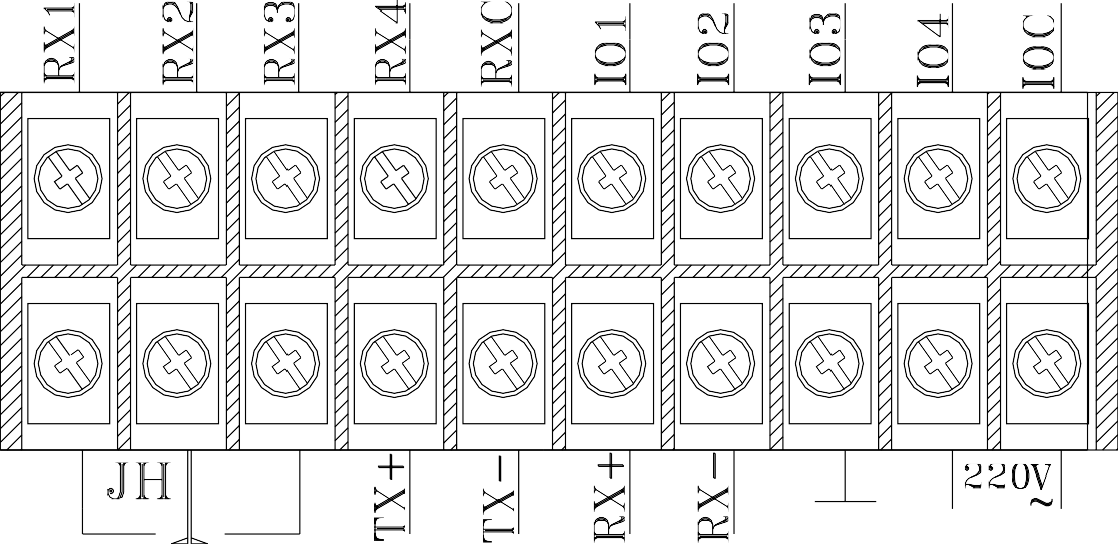 RX1
RX2
RX3
RX4
RXC
IO1
IO2
IO3
IO4
IOC
JH
TX+
TX-
RX+
RX-
220V
~